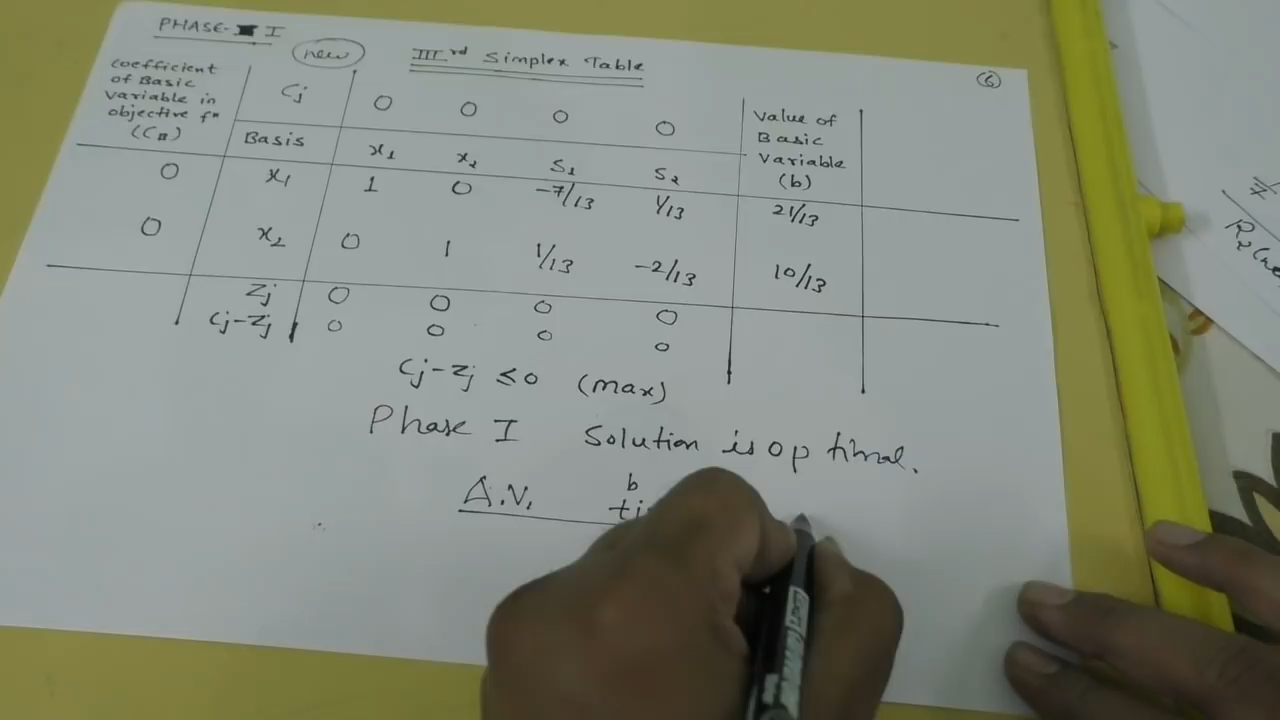 PHASE- I
new
IIIrd Simplex Table
6
Coefficient of Basic Variable in objective fn (CB)
Cj 0 0 0 0
Value of Basic Variable (b)
Basis x1 x2 S1 S2
0 x1 1 0 -7/13 1/13 21/13
0 x2 0 1 1/13 -2/13 10/13
Zj 0 0 0 0
Cj-Zj 0 0 0 0
Cj-Zj ≤0 (max)
Phase I Solution is optimal.
A.V. b